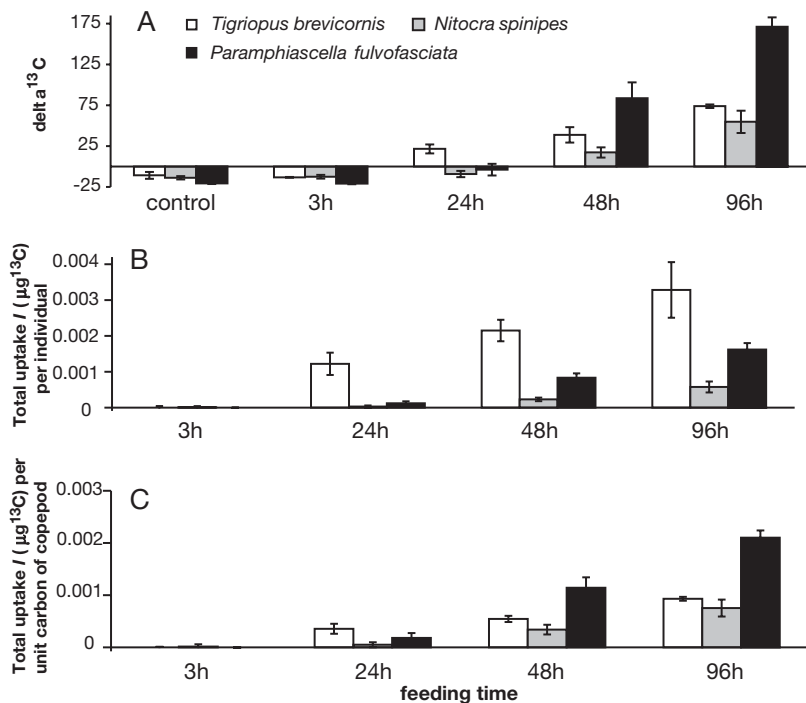 A
Tigriopus brevicornis
Nitocra spinipes
Paramphiascella fulvofasciata
delt a 13C
175
125
75
25
-25
control
3h
24h
48h
96h
B
Total uptake I ( µg13C)
per individual
0.004
0.003
0.002
0.001
0
3h
24h
48h
96h
C
Total uptake I ( µg13C) per
unit carbon of copepod
0.003
0.002
0.001
0
3h
24h
48h
96h
feeding time